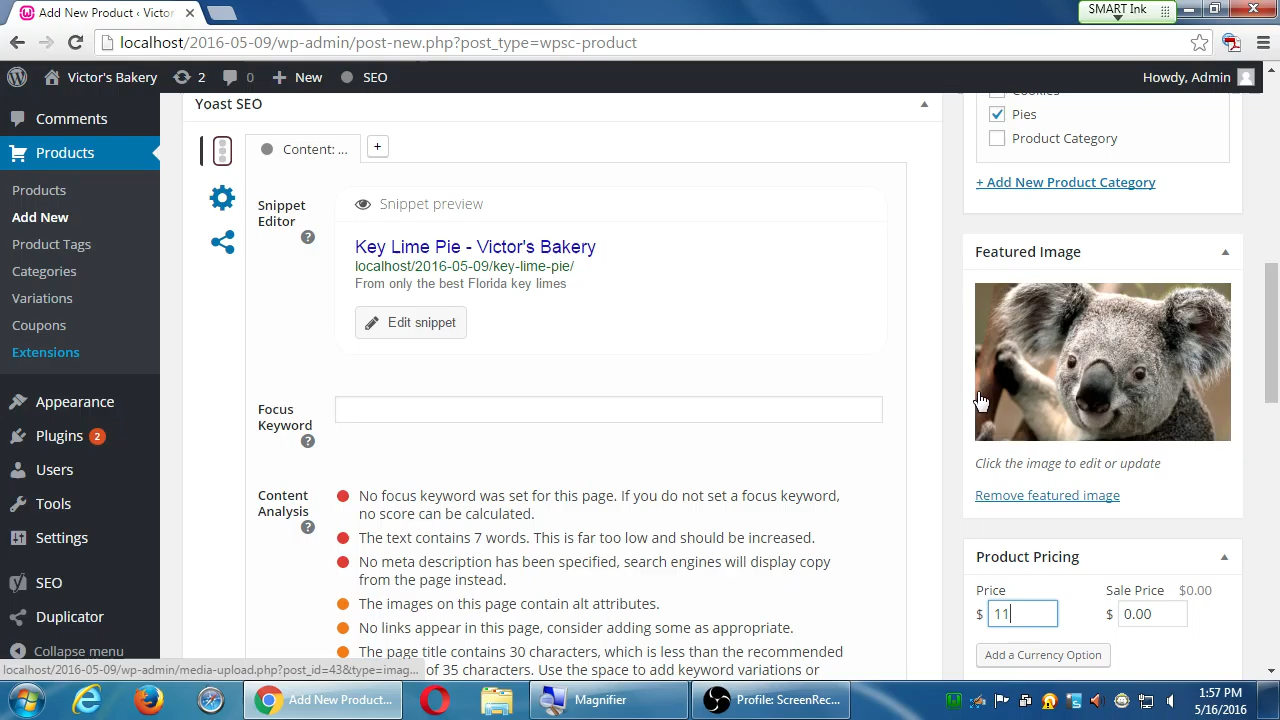 Add New Product ‹ Victor
SMART Ink
localhost/2016-05-09/wp-admin/post-new.php?post_type=wpsc-product
Victor's Bakery
2
0
New
SEO
Howdy, Admin
Comments
Products
Products
Add New
Product Tags
Categories
Variations
Coupons
Extensions
Appearance
Plugins 2
Users
Tools
Settings
SEO
Duplicator
Collapse menu
Yoast SEO
Content: ...
+
Snippet
Editor
?
Snippet preview
Key Lime Pie - Victor's Bakery
localhost/2016-05-09/key-lime-pie/
From only the best Florida key limes
Edit snippet
Focus
Keyword
?
Content
Analysis
?
No focus keyword was set for this page. If you do not set a focus keyword,
no score can be calculated.
The text contains 7 words. This is far too low and should be increased.
No meta description has been specified, search engines will display copy
from the page instead.
The images on this page contain alt attributes.
No links appear in this page, consider adding some as appropriate.
The page title contains 30 characters, which is less than the recommended
of 35 characters. Use the space to add keyword variations or
Cookies
Pies
Product Category
+ Add New Product Category
Featured Image
Click the image to edit or update
Remove featured image
Product Pricing
Price
Sale Price $0.00
$ 11
$ 0.00
Add a Currency Option
localhost/2016-05-09/wp-admin/media-upload.php?post_id=43&type=imag...
Add New Product...
Magnifier
Profile: ScreenRec...
1:57 PM
5/16/2016